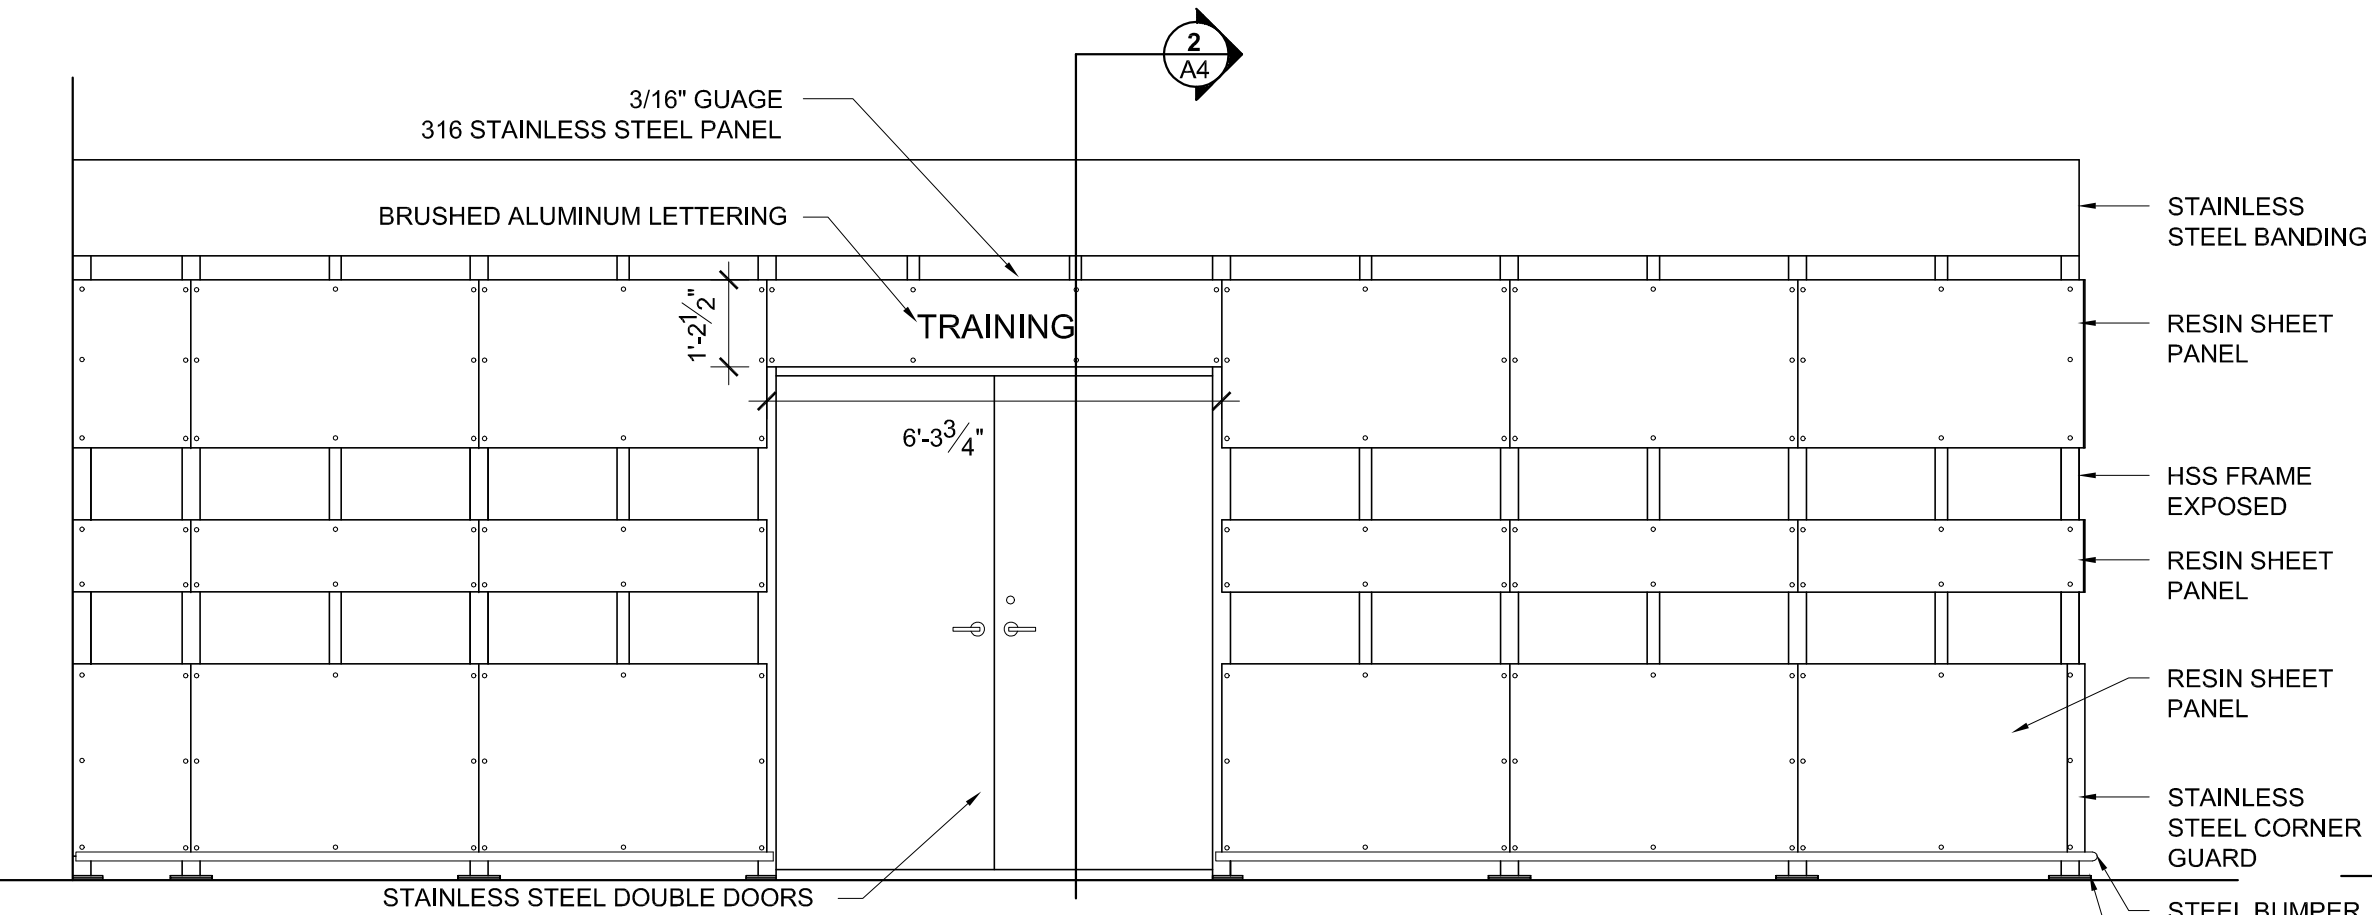 2
A4
3/16" GUAGE
316 STAINLESS STEEL PANEL
BRUSHED ALUMINUM LETTERING
STAINLESS
STEEL BANDING
1'-2 1/2"
TRAINING
RESIN SHEET
PANEL
6'-3 3/4"
HSS FRAME
EXPOSED
RESIN SHEET
PANEL
RESIN SHEET
PANEL
STAINLESS
STEEL CORNER
GUARD
STAINLESS STEEL DOUBLE DOORS
STEEL BUMPER